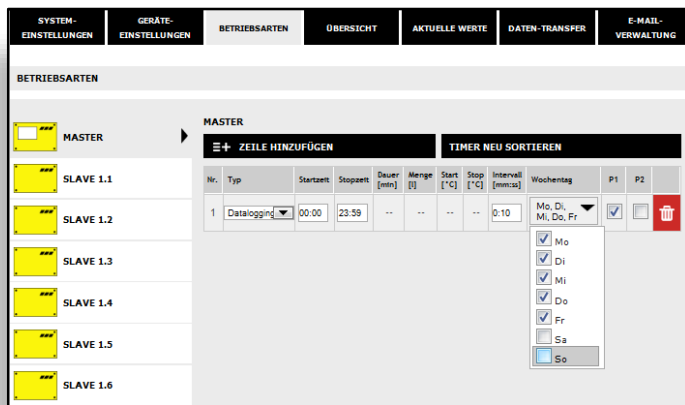 SYSTEM-
EINSTELLUNGEN
GERÄTE-
EINSTELLUNGEN
BETRIEBSARTEN
ÜBERSICHT
AKTUELLE WERTE
DATEN-TRANSFER
E-MAIL-
VERWALTUNG
BETRIEBSARTEN
MASTER
SLAVE 1.1
SLAVE 1.2
SLAVE 1.3
SLAVE 1.4
SLAVE 1.5
SLAVE 1.6
MASTER
ZEILE HINZUFÜGEN
TIMER NEU SORTIEREN
Nr. Typ Startzeit Stopzeit Dauer [min] Menge [l] Start [°C] Stop [°C] Intervall [mm:ss] Wochentag P1 P2
1 Datalogging 00:00 23:59 -- -- -- -- 0:10 Mo, Di,
Mi, Do, Fr
Mo
Di
Mi
Do
Fr
Sa
So